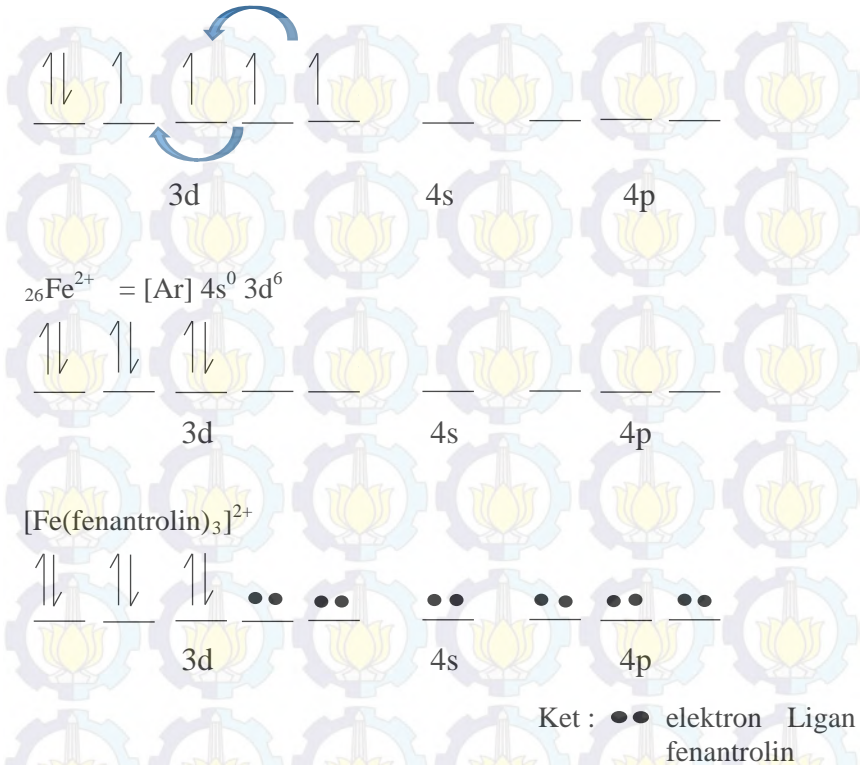 3d 4s 4p
₂₆Fe²⁺ = [Ar] 4s⁰ 3d⁶
3d 4s 4p
[Fe(fenantrolin)₃]²⁺
3d 4s 4p
Ket : ●● elektron Ligan
fenantrolin